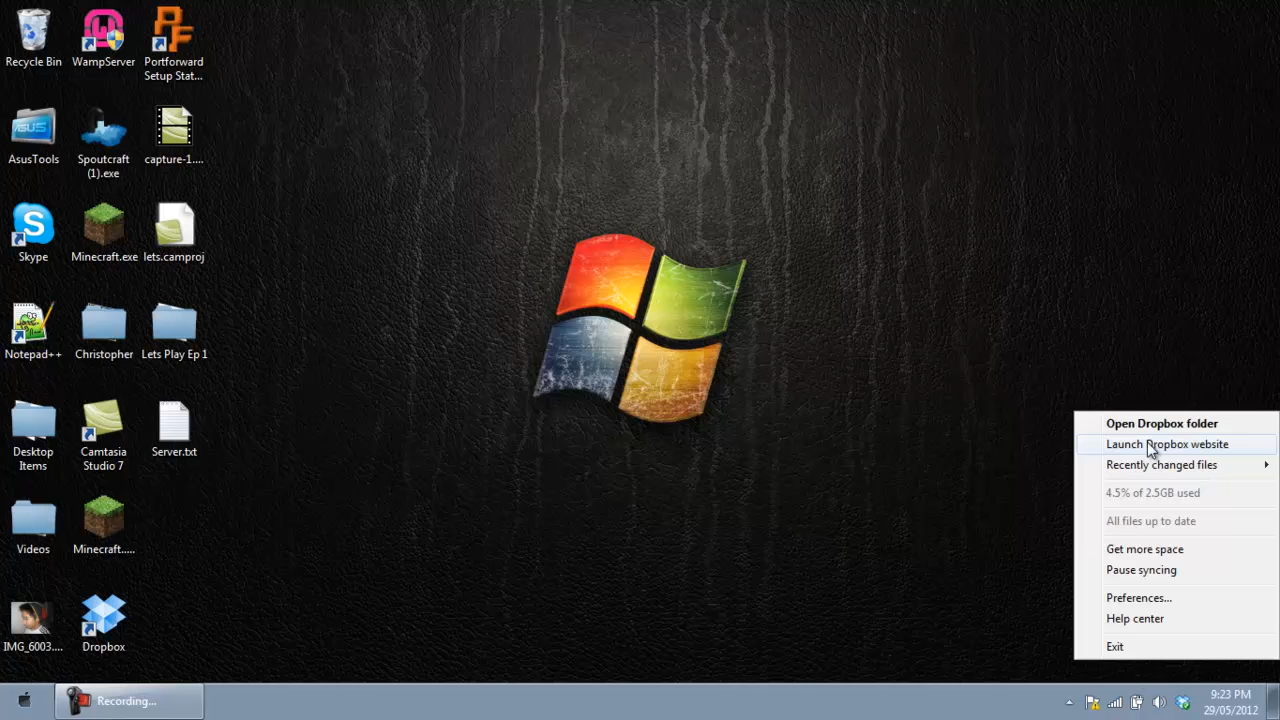 Recycle Bin
WampServer
Portforward
Setup Stat...
AsusTools
Spoutcraft
(1).exe
capture-1....
Skype
Minecraft.exe
lets.camproj
Notepad++
Christopher
Lets Play Ep 1
Desktop
Items
Camtasia
Studio 7
Server.txt
Videos
Minecraft.....
IMG_6003....
Dropbox
Open Dropbox folder
Launch Dropbox website
Recently changed files
4.5% of 2.5GB used
All files up to date
Get more space
Pause syncing
Preferences...
Help center
Exit
Recording...
9:23 PM
29/05/2012